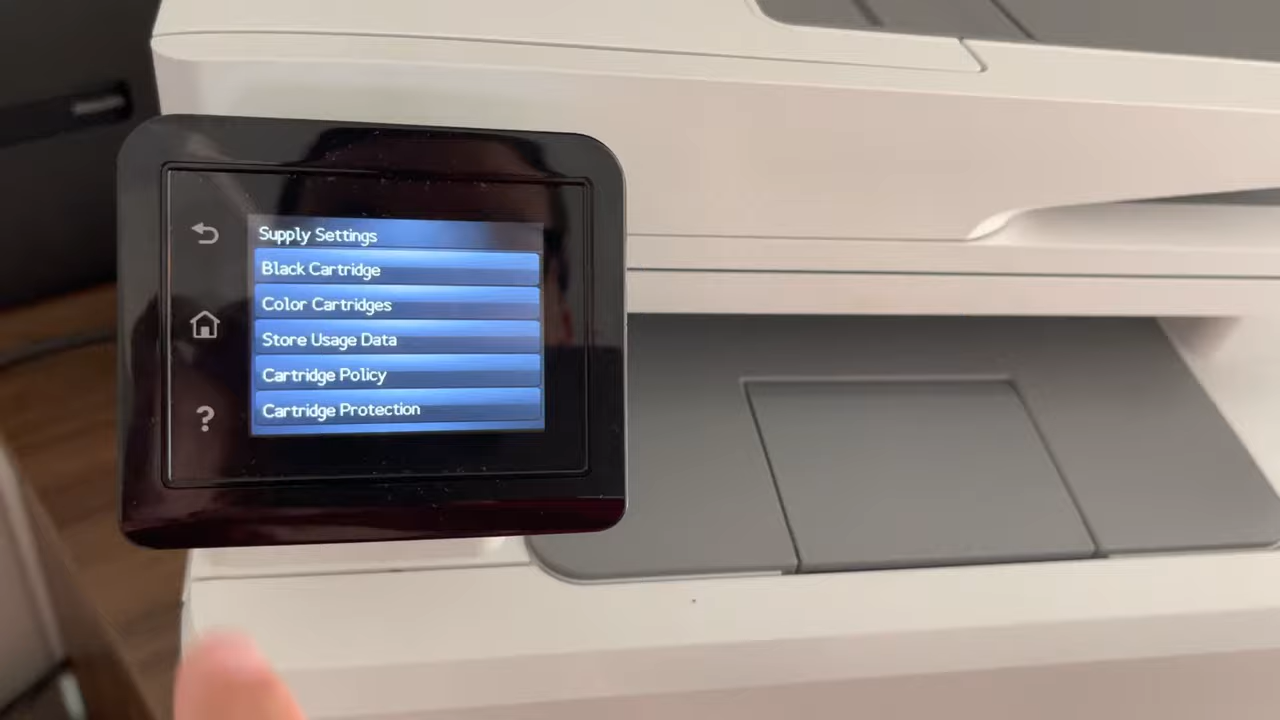 Supply Settings
Black Cartridge
Color Cartridges
Store Usage Data
Cartridge Policy
Cartridge Protection
?